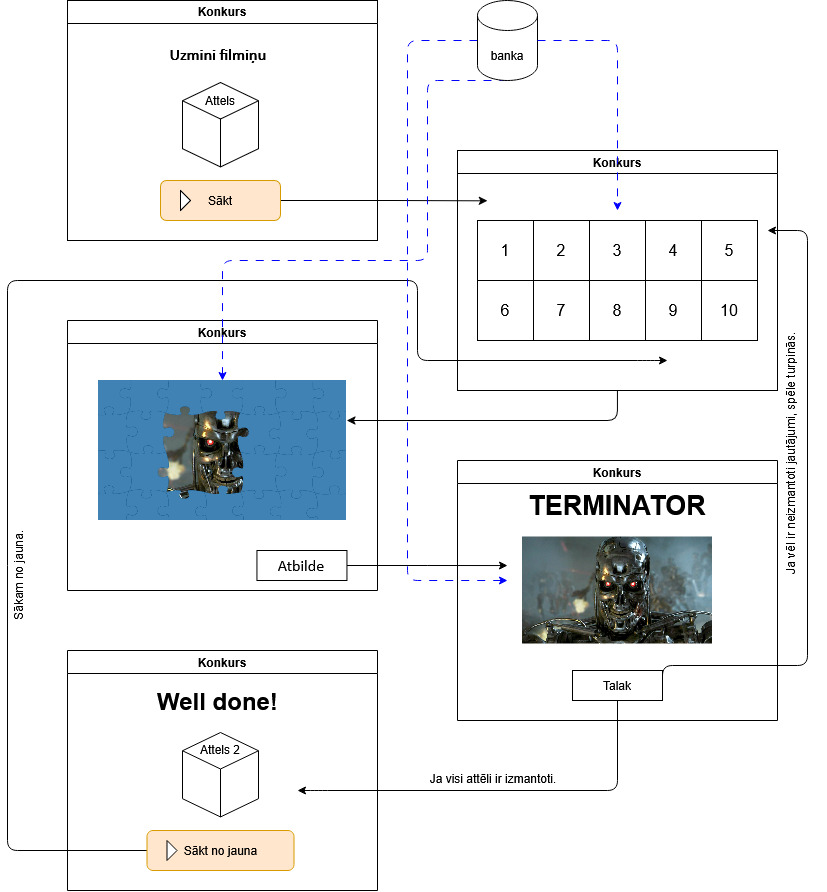 Konkurs
Uzmini filmiņu
Attels
Sākt
banka
Konkurs
1 2 3 4 5
6 7 8 9 10
Konkurs
Atbilde
Konkurs
TERMINATOR
Talak
Ja vēl ir neizmantoti jautājumi, spēle turpinās.
Sākam no jauna.
Konkurs
Well done!
Attels 2
Sākt no jauna
Ja visi attēli ir izmantoti.